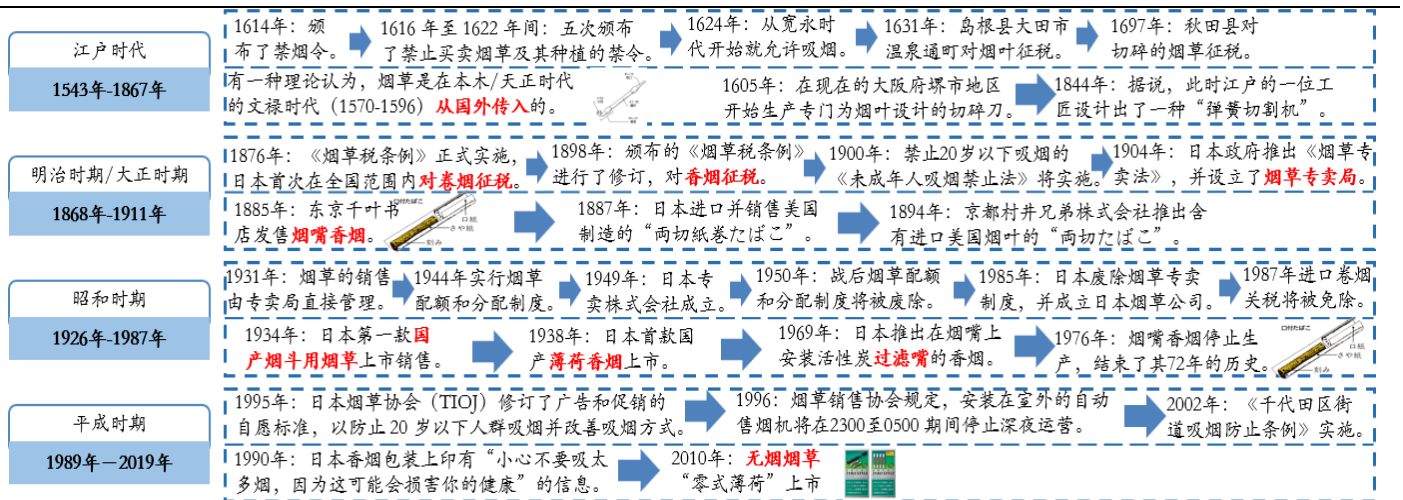 江户时代
1543年-1867年
1614年：颁
布了禁烟令。
1616 年至 1622 年间：五次颁布
了禁止买卖烟草及其种植的禁令。
1624年：从宽永时
代开始就允许吸烟。
1631年：岛根县大田市
温泉通町对烟叶征税。
1697年：秋田县对
切碎的烟草征税。
有一种理论认为，烟草是在本木/天正时代
的文禄时代（1570-1596）从国外传入的。
1605年：在现在的大阪府堺市地区
开始生产专门为烟叶设计的切碎刀。
1844年：据说，此时江户的一位工
匠设计出了一种“弹簧切割机”。
明治时期/大正时期
1868年-1911年
1876年：《烟草税条例》正式实施，
日本首次在全国范围内对卷烟征税。
1898年：颁布的《烟草税条例》
进行了修订，对香烟征税。
1900年：禁止20岁以下吸烟的
《未成年人吸烟禁止法》将实施。
1904年：日本政府推出《烟草专
卖法》，并设立了烟草专卖局。
1885年：东京千叶书
店发售烟嘴香烟。
口付たばこ
口紙
さや紙
刻み
1887年：日本进口并销售美国
制造的“両切紙巻たばこ”。
1894年：京都村井兄弟株式会社推出含
有进口美国烟叶的“両切たばこ”。
昭和时期
1926年-1987年
1931年：烟草的销售
由专卖局直接管理。
1944年实行烟草
配额和分配制度。
1949年：日本专
卖株式会社成立。
1950年：战后烟草配额
和分配制度将被废除。
1985年：日本废除烟草专卖
制度，并成立日本烟草公司。
1987年进口卷烟
关税将被免除。
1934年：日本第一款国
产烟斗用烟草上市销售。
1938年：日本首款国
产薄荷香烟上市。
1969年：日本推出在烟嘴上
安装活性炭过滤嘴的香烟。
1976年：烟嘴香烟停止生
产，结束了其72年的历史。
口付たばこ
口紙
さや紙
刻み
平成时期
1989年－2019年
1995年：日本烟草协会（TIOJ）修订了广告和促销的
自愿标准，以防止 20 岁以下人群吸烟并改善吸烟方式。
1996：烟草销售协会规定，安装在室外的自动
售烟机将在2300至0500 期间停止深夜运营。
2002年：《千代田区街
道吸烟防止条例》实施。
1990年：日本香烟包装上印有“小心不要吸太
多烟，因为这可能会损害你的健康”的信息。
2010年：无烟烟草
“零式薄荷”上市